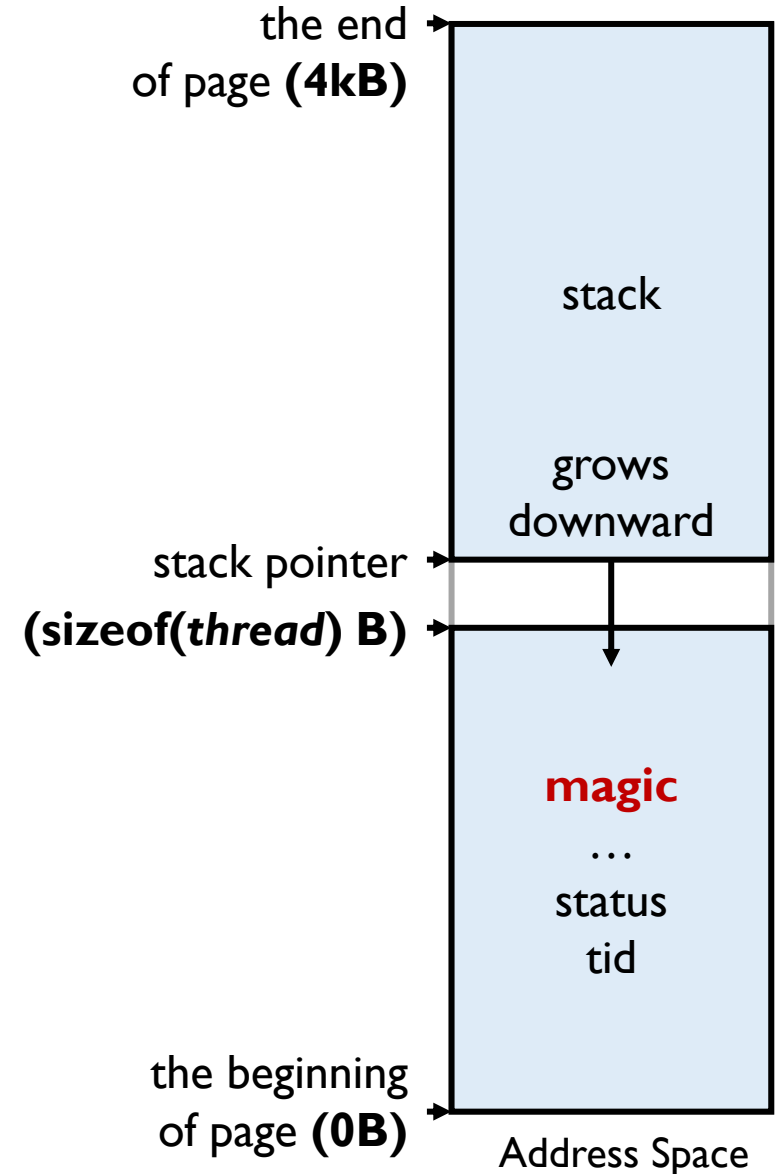 the end
of page (4kB)
stack
grows
downward
stack pointer
(sizeof(thread) B)
magic
…
status
tid
the beginning
of page (0B)
Address Space